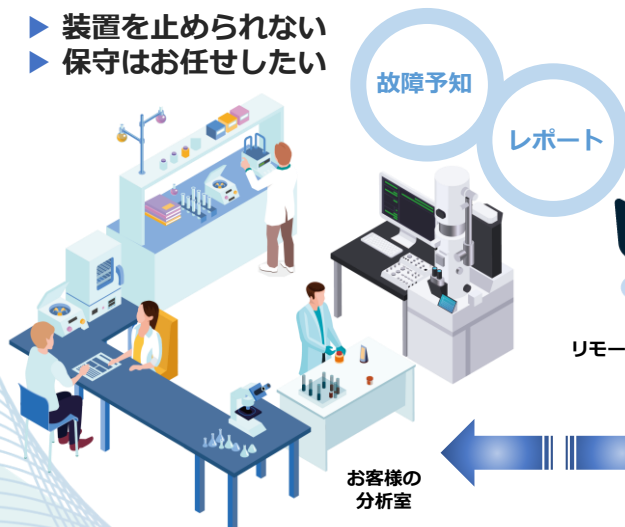 ▶ 装置を止められない
▶ 保守はお任せしたい
故障予知
レポート
リモー
お客様の
分析室